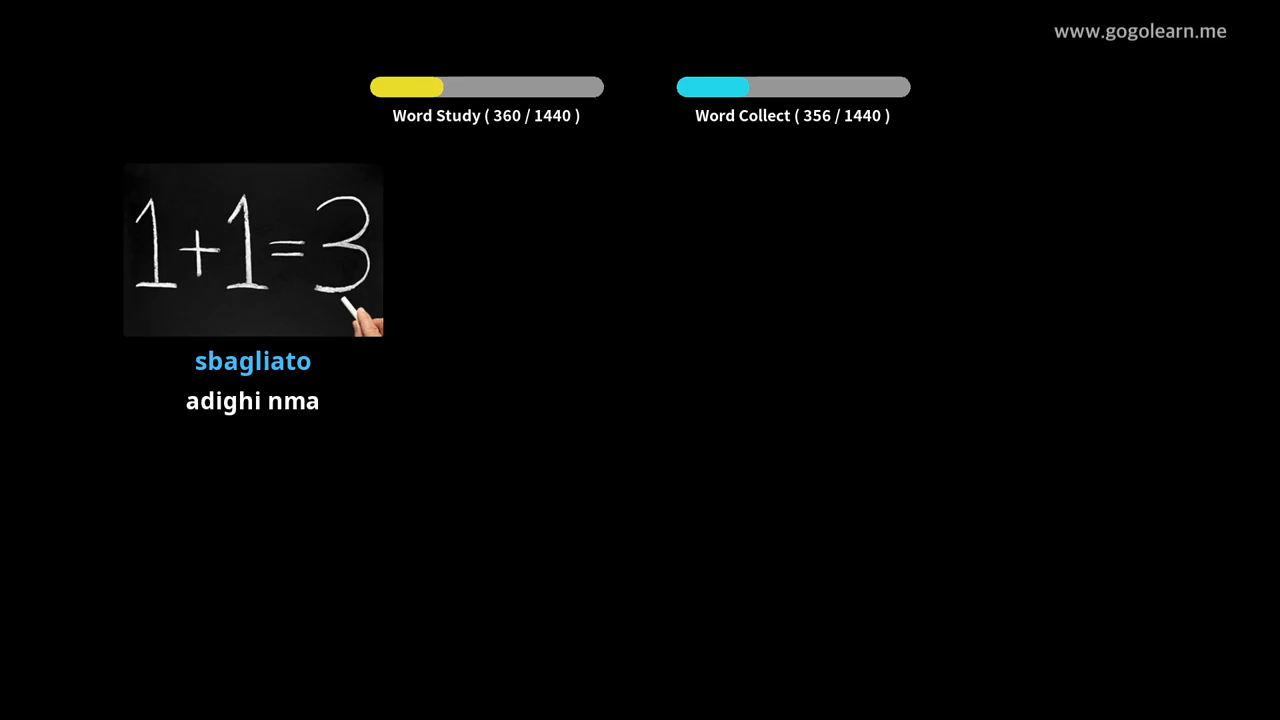 www.gogolearn.me
Word Study ( 360 / 1440 )
Word Collect ( 356 / 1440 )
1+1=3
sbagliato
adighi nma